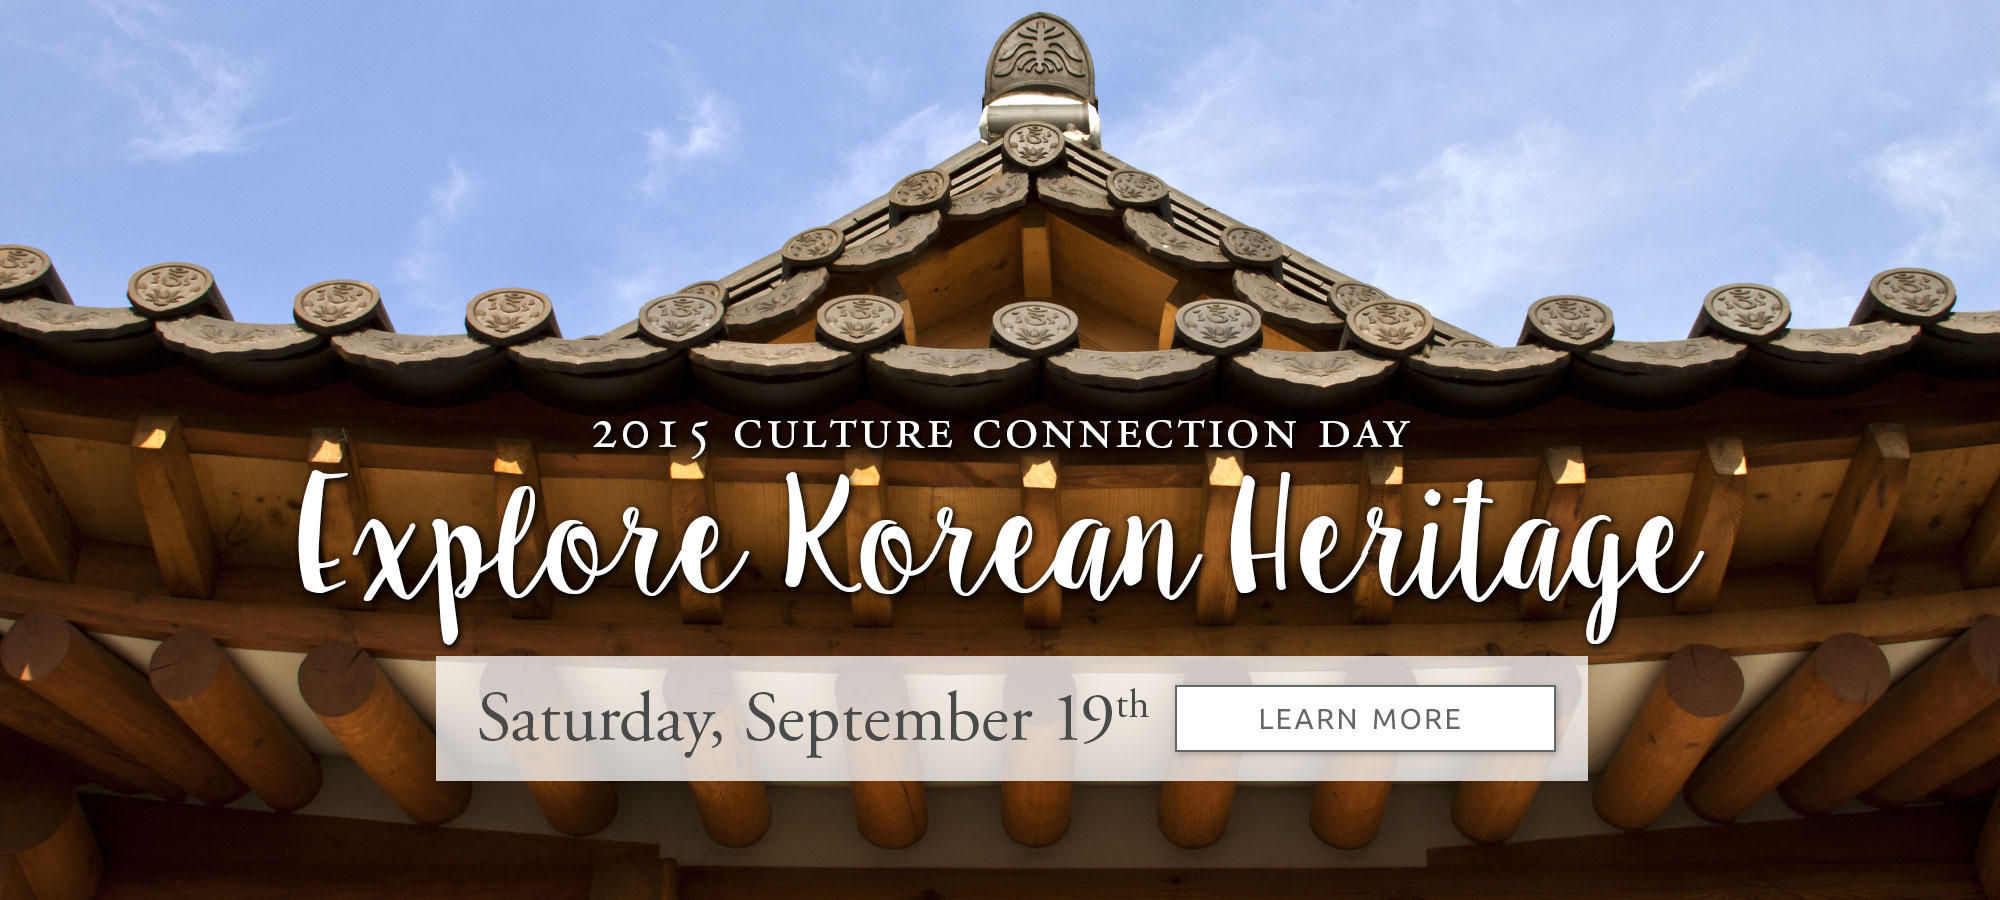 2015 CULTURE CONNECTION DAY
Explore Korean Heritage
Saturday, September 19th
LEARN MORE